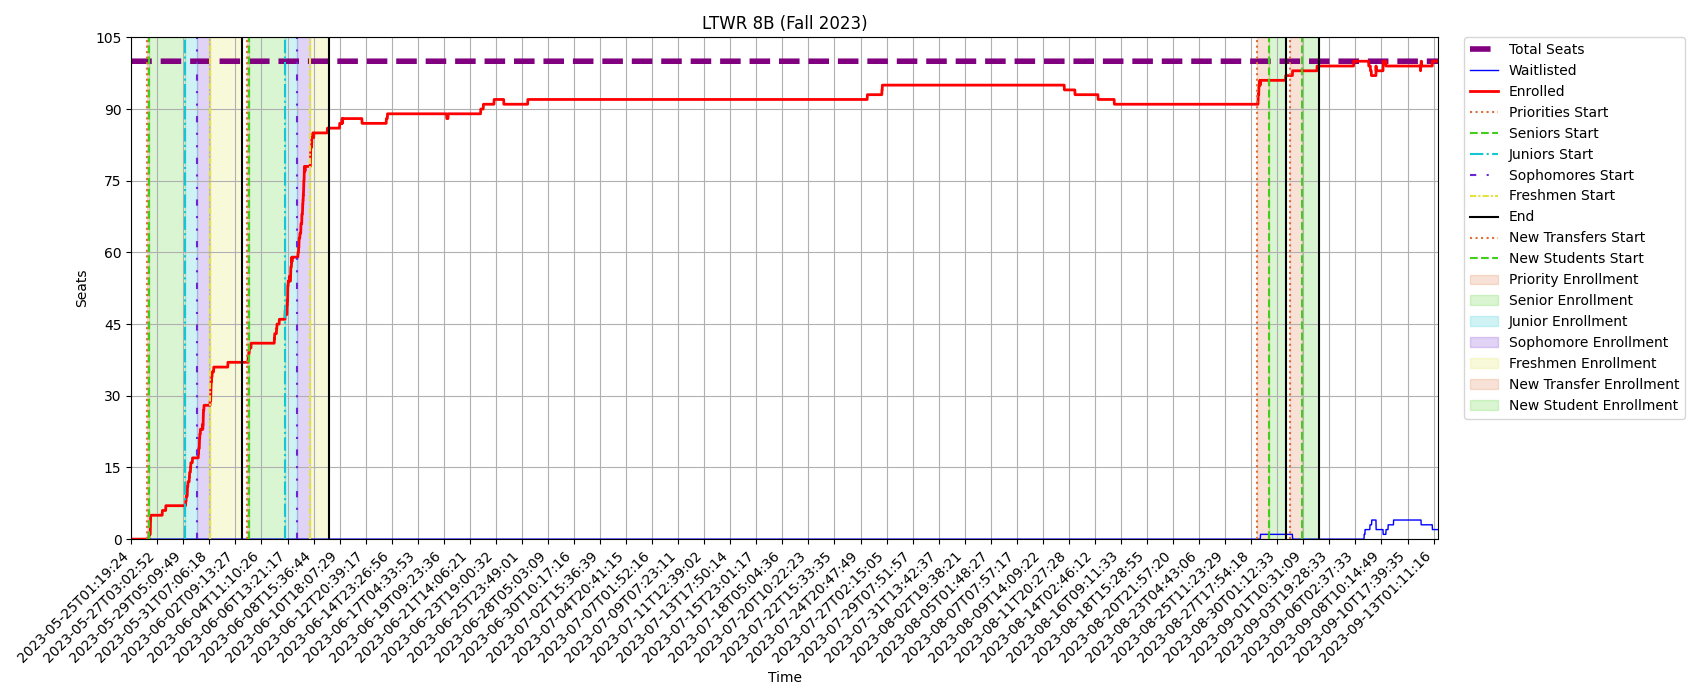 LTWR 8B (Fall 2023)
105
90
75
60
45
30
15
0
Seats
2023-05-25T01:19:24
2023-05-27T03:02:52
2023-05-29T05:09:49
2023-05-31T07:06:18
2023-06-02T09:13:27
2023-06-04T11:10:26
2023-06-06T13:21:17
2023-06-08T15:36:44
2023-06-10T18:07:29
2023-06-12T20:39:17
2023-06-14T23:26:56
2023-06-17T04:33:53
2023-06-19T09:23:36
2023-06-21T14:06:21
2023-06-23T19:00:32
2023-06-25T23:49:01
2023-06-28T05:03:09
2023-06-30T10:17:16
2023-07-02T15:36:39
2023-07-04T20:41:15
2023-07-07T01:52:16
2023-07-09T07:23:11
2023-07-11T12:39:02
2023-07-13T17:50:14
2023-07-15T23:01:17
2023-07-18T05:04:36
2023-07-20T10:22:23
2023-07-22T15:33:35
2023-07-24T20:47:49
2023-07-27T02:15:05
2023-07-29T07:51:57
2023-07-31T13:42:37
2023-08-02T19:38:21
2023-08-05T01:48:27
2023-08-07T07:57:17
2023-08-09T14:09:22
2023-08-11T20:27:28
2023-08-14T02:46:12
2023-08-16T09:11:33
2023-08-18T15:28:55
2023-08-20T21:57:20
2023-08-23T04:43:06
2023-08-25T11:23:29
2023-08-27T17:54:18
2023-08-30T01:12:33
2023-09-01T10:31:09
2023-09-03T19:28:33
2023-09-06T02:37:33
2023-09-08T10:14:49
2023-09-10T17:39:35
2023-09-13T01:11:16
Time
Total Seats
Waitlisted
Enrolled
Priorities Start
Seniors Start
Juniors Start
Sophomores Start
Freshmen Start
End
New Transfers Start
New Students Start
Priority Enrollment
Senior Enrollment
Junior Enrollment
Sophomore Enrollment
Freshmen Enrollment
New Transfer Enrollment
New Student Enrollment